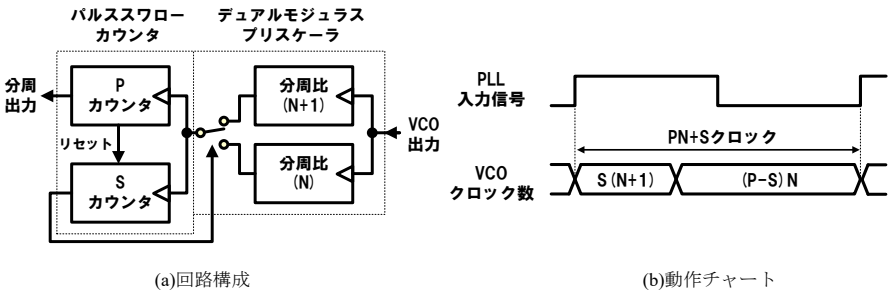 パルススワロー
カウンタ
デュアルモジュラス
プリスケーラ
分周
出力
P
カウンタ
分周比
(N+1)
リセット
VCO
出力
S
カウンタ
分周比
(N)
(a)回路構成
PLL
入力信号
PN+Sクロック
VCO
クロック数
S(N+1)
(P-S)N
(b)動作チャート